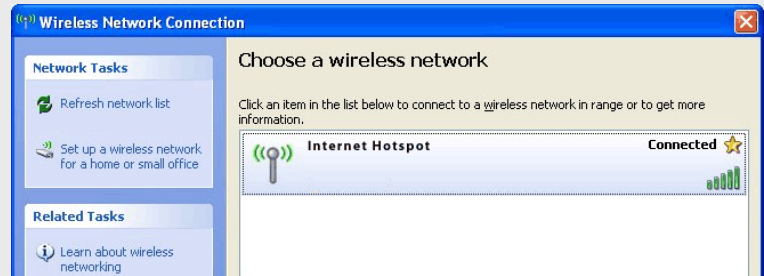 Wireless Network Connection
Network Tasks
Refresh network list
Set up a wireless network
for a home or small office
Related Tasks
Learn about wireless
networking
Choose a wireless network
Click an item in the list below to connect to a wireless network in range or to get more
information.
Internet Hotspot
Connected